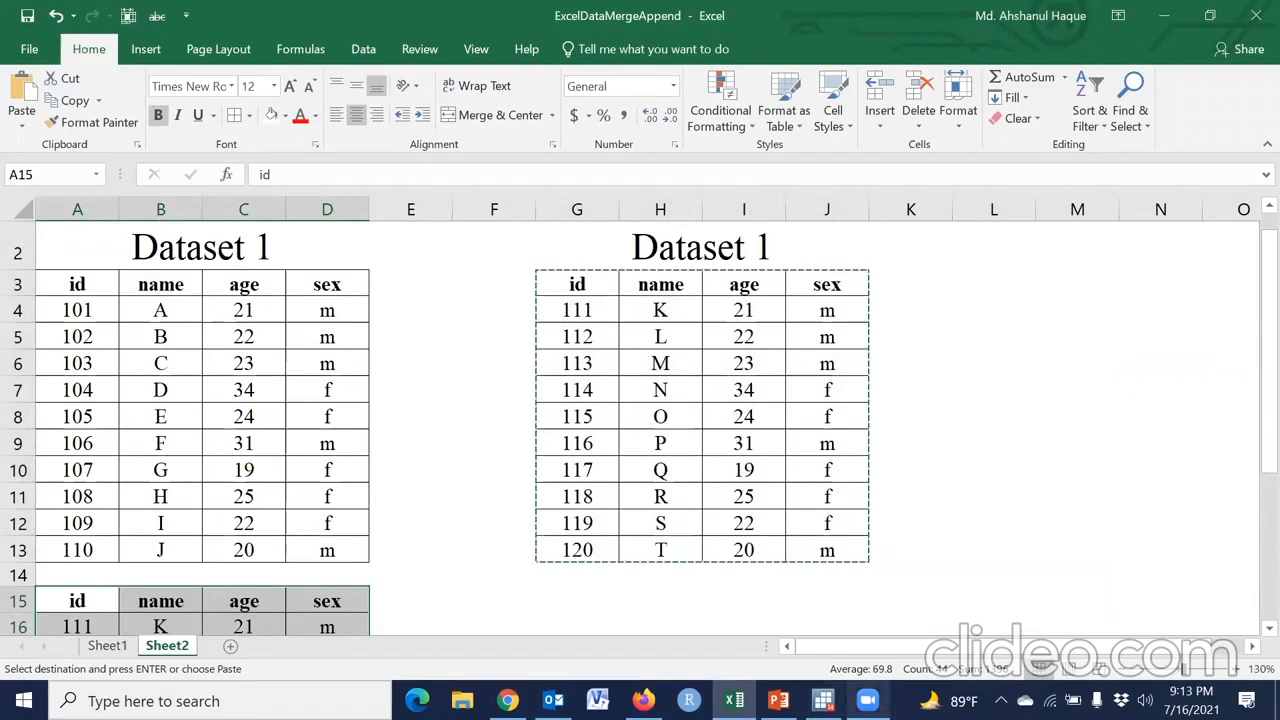 ExcelDataMergeAppend - Excel
Md. Ahshanul Haque
File Home Insert Page Layout Formulas Data Review View Help Tell me what you want to do Share
Paste Cut Copy Format Painter Clipboard
Times New Ro 12 B I U A Font
Wrap Text Merge & Center Alignment
General $ % , Number
Conditional Formatting Format as Table Cell Styles Styles
Insert Delete Format Cells
AutoSum Fill Clear Sort & Filter Find & Select Editing
A15 fx id
A B C D E F G H I J K L M N O
2 Dataset 1 Dataset 1
3 id name age sex id name age sex
4 101 A 21 m 111 K 21 m
5 102 B 22 m 112 L 22 m
6 103 C 23 m 113 M 23 m
7 104 D 34 f 114 N 34 f
8 105 E 24 f 115 O 24 f
9 106 F 31 m 116 P 31 m
10 107 G 19 f 117 Q 19 f
11 108 H 25 f 118 R 25 f
12 109 I 22 f 119 S 22 f
13 110 J 20 m 120 T 20 m
14
15 id name age sex
16 111 K 21 m
Sheet1 Sheet2
clideo.com
Select destination and press ENTER or choose Paste Average: 69.8 Count: 44 Sum: 1396 130%
Type here to search 89°F 9:13 PM
7/16/2021